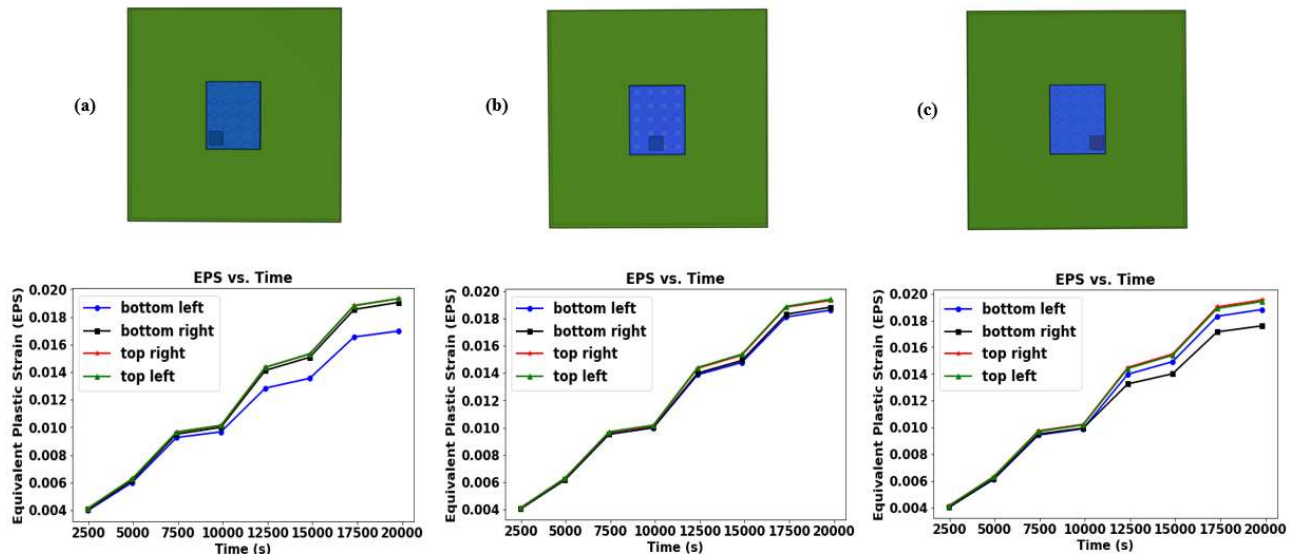 (a)
(b)
(c)
EPS vs. Time
Equivalent Plastic Strain (EPS)
0.020
0.018
0.016
0.014
0.012
0.010
0.008
0.006
0.004
bottom left
bottom right
top right
top left
2500 5000 7500 10000 12500 15000 17500 20000
Time (s)
EPS vs. Time
Equivalent Plastic Strain (EPS)
0.020
0.018
0.016
0.014
0.012
0.010
0.008
0.006
0.004
bottom left
bottom right
top right
top left
2500 5000 7500 10000 12500 15000 17500 20000
Time (s)
EPS vs. Time
Equivalent Plastic Strain (EPS)
0.020
0.018
0.016
0.014
0.012
0.010
0.008
0.006
0.004
bottom left
bottom right
top right
top left
2500 5000 7500 10000 12500 15000 17500 20000
Time (s)